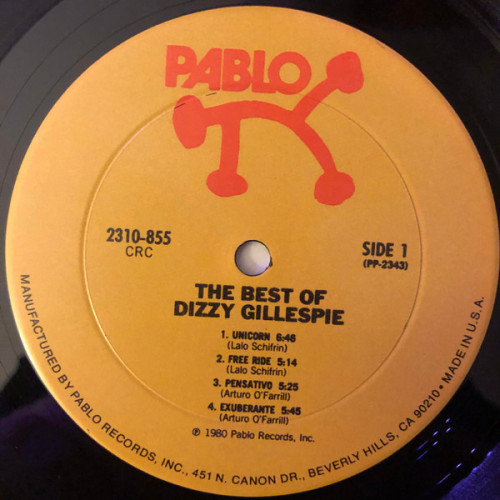 PABLO
2310-855
CRC
SIDE 1
(PP-2343)
THE BEST OF
DIZZY GILLESPIE
1. UNICORN 6:46
(Lalo Schifrin)
2. FREE RIDE 5:14
(Lalo Schifrin)
3. PENSATIVO 5:25
(Arturo O'Farrill)
4. EXUBERANTE 5:45
(Arturo O'Farrill)
℗ 1980 Pablo Records, Inc.
MANUFACTURED BY PABLO RECORDS, INC., 451 N. CANON DR., BEVERLY HILLS, CA 90210 • MADE IN U.S.A.